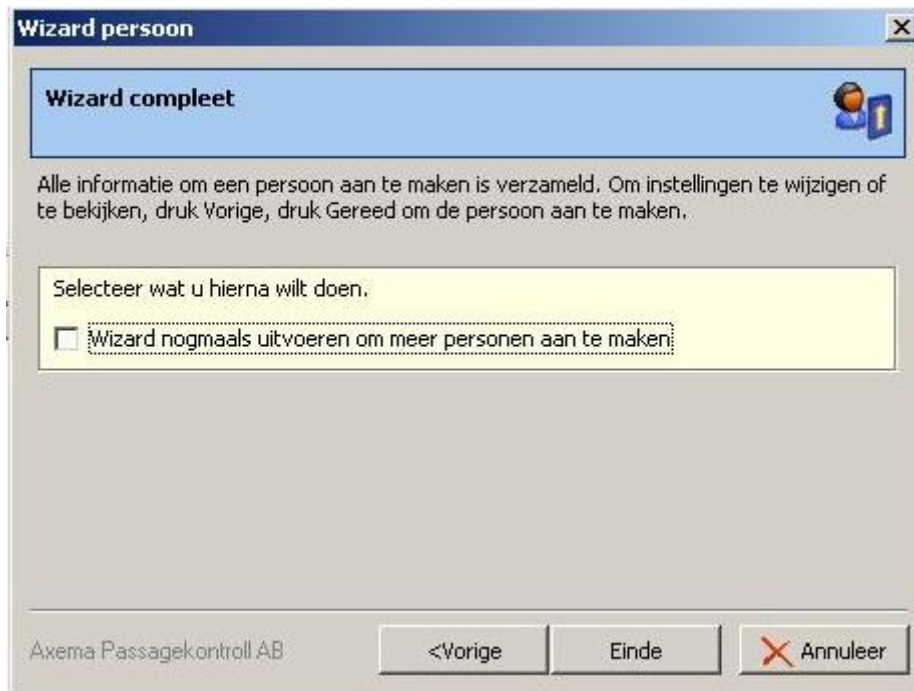 Wizard persoon
Wizard compleet
Alle informatie om een persoon aan te maken is verzameld. Om instellingen te wijzigen of
te bekijken, druk Vorige, druk Gereed om de persoon aan te maken.
Selecteer wat u hierna wilt doen.
Wizard nogmaals uitvoeren om meer personen aan te maken
Axema Passagekontroll AB
<Vorige
Einde
Annuleer